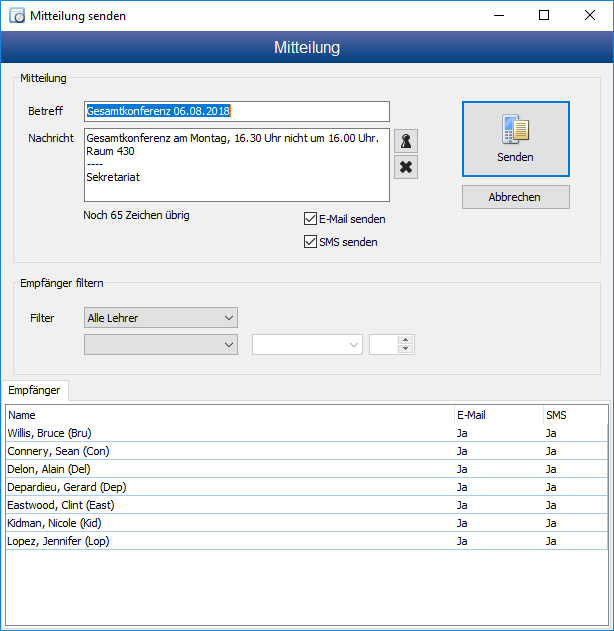 Mitteilung senden
Mitteilung
Mitteilung
Betreff Gesamtkonferenz 06.08.2018
Nachricht Gesamtkonferenz am Montag, 16.30 Uhr nicht um 16.00 Uhr.
Raum 430
----
Sekretariat
Senden
Abbrechen
Noch 65 Zeichen übrig
E-Mail senden
SMS senden
Empfänger filtern
Filter Alle Lehrer
Empfänger
Name E-Mail SMS
Willis, Bruce (Bru) Ja Ja
Connery, Sean (Con) Ja Ja
Delon, Alain (Del) Ja Ja
Depardieu, Gerard (Dep) Ja Ja
Eastwood, Clint (East) Ja Ja
Kidman, Nicole (Kid) Ja Ja
Lopez, Jennifer (Lop) Ja Ja